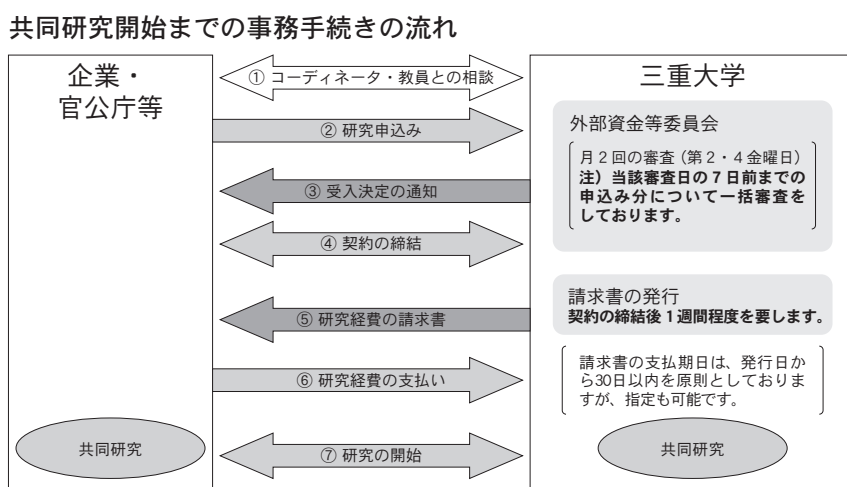 共同研究開始までの事務手続きの流れ
企業・
官公庁等
三重大学
① コーディネータ・教員との相談
② 研究申込み
外部資金等委員会
月２回の審査（第２・４金曜日）
注）当該審査日の７日前までの
申込み分について一括審査を
しております。
③ 受入決定の通知
④ 契約の締結
請求書の発行
契約の締結後１週間程度を要します。
⑤ 研究経費の請求書
請求書の支払期日は、発行日か
ら30日以内を原則としておりま
すが、指定も可能です。
⑥ 研究経費の支払い
共同研究
⑦ 研究の開始
共同研究